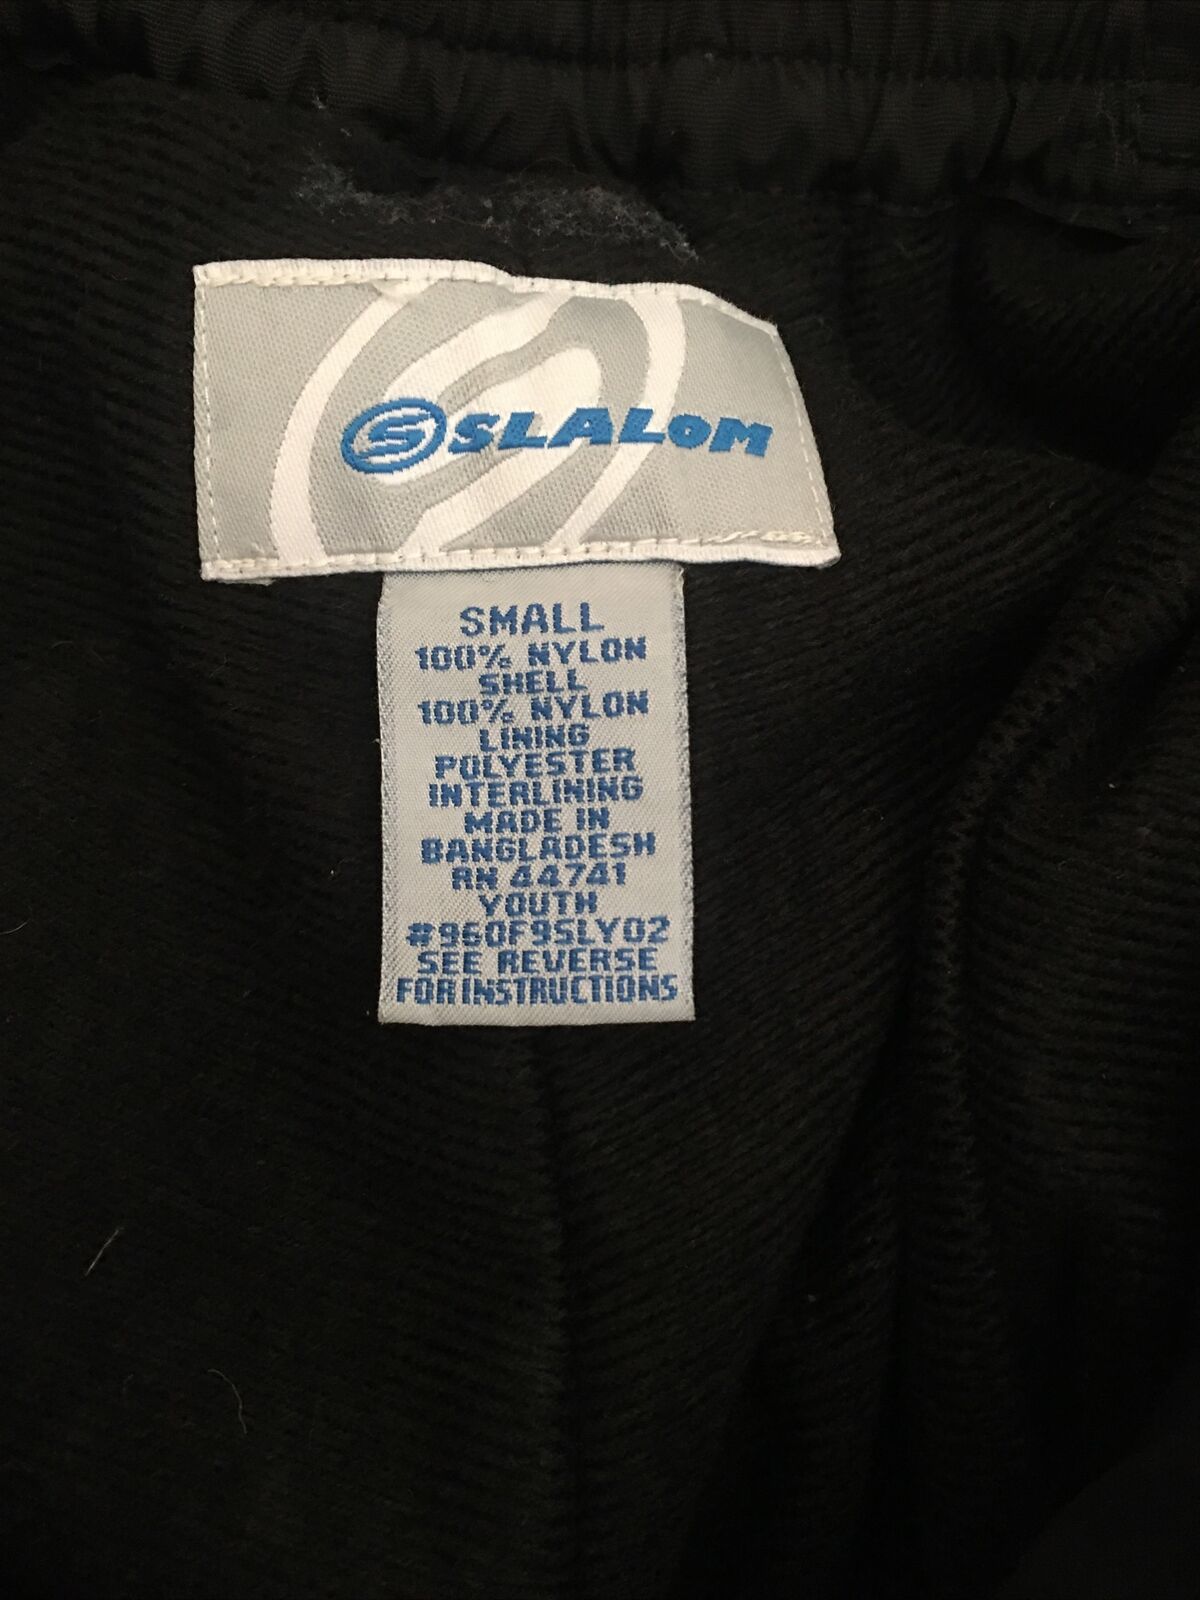 S SLALOM
SMALL
100% NYLON
SHELL
100% NYLON
LINING
POLYESTER
INTERLINING
MADE IN
BANGLADESH
RN 44741
YOUTH
#960F9SLY02
SEE REVERSE
FOR INSTRUCTIONS